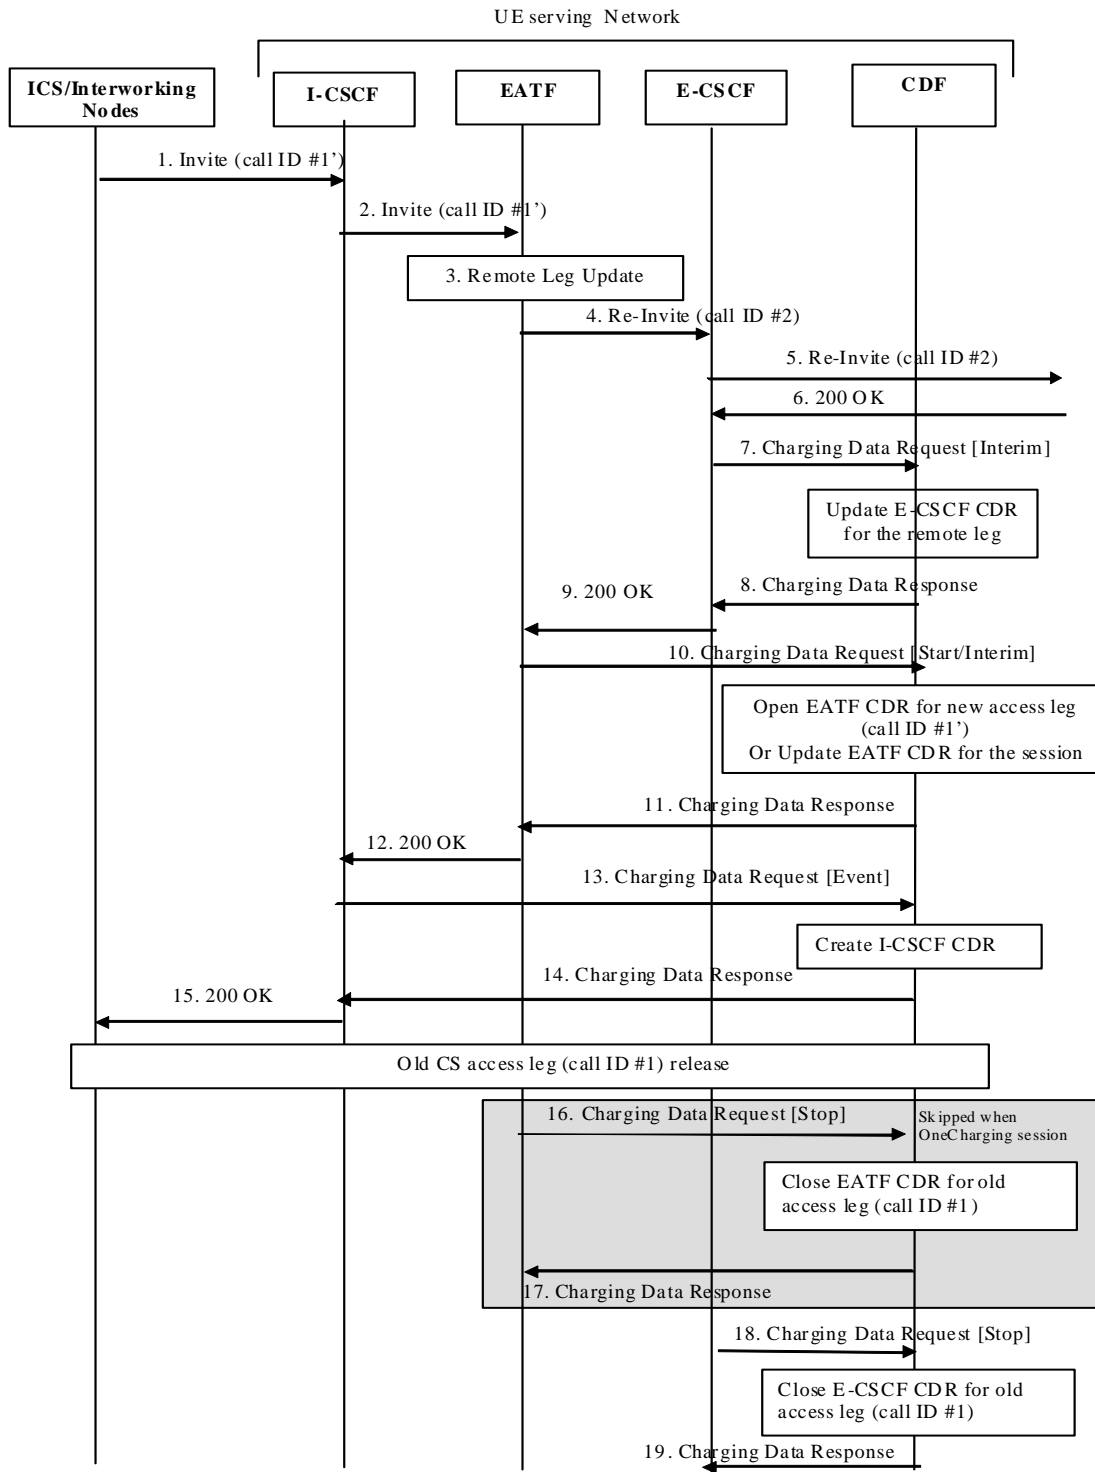 UE serving Network
ICS/Interworking
Nodes
I-CSCF
EATF
E-CSCF
CDF
1. Invite (call ID #1’)
2. Invite (call ID #1’)
3. Remote Leg Update
4. Re-Invite (call ID #2)
5. Re-Invite (call ID #2)
6. 200 OK
7. Charging Data Request [Interim]
Update E-CSCF CDR
for the remote leg
8. Charging Data Response
9. 200 OK
10. Charging Data Request [Start/Interim]
Open EATF CDR for new access leg
(call ID #1’)
Or Update EATF CDR for the session
11. Charging Data Response
12. 200 OK
13. Charging Data Request [Event]
Create I-CSCF CDR
14. Charging Data Response
15. 200 OK
Old CS access leg (call ID #1) release
16. Charging Data Request [Stop]
Skipped when
OneCharging session
Close EATF CDR for old
access leg (call ID #1)
17. Charging Data Response
18. Charging Data Request [Stop]
Close E-CSCF CDR for old
access leg (call ID #1)
19. Charging Data Response